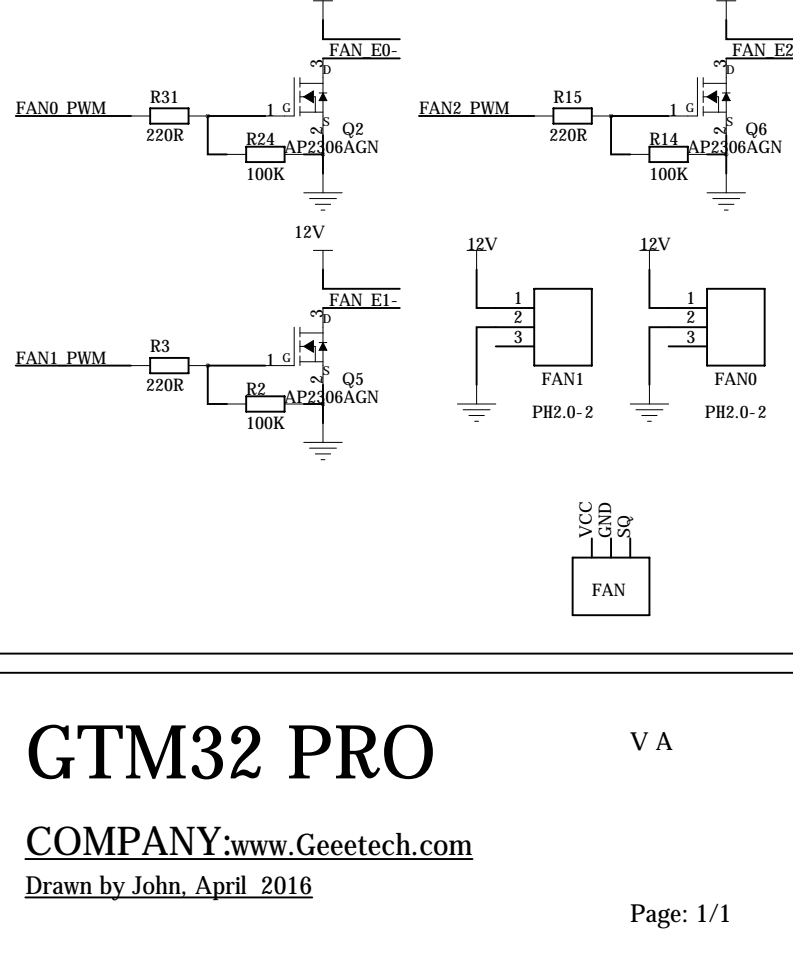 FAN_E0-
3
D
R31
FAN0_PWM
1
G
220R
S
2
Q2
R24
AP2306AGN
100K
FAN_E2
3
D
R15
FAN2_PWM
1
G
220R
S
2
Q6
R14
AP2306AGN
100K
12V
FAN_E1-
3
D
R3
FAN1_PWM
1
G
220R
S
2
Q5
R2
AP2306AGN
100K
12V
1
2
3
FAN1
PH2.0-2
12V
1
2
3
FAN0
PH2.0-2
VCC
GND
SQ
FAN
GTM32 PRO
V A
COMPANY:www.Geeetech.com
Drawn by John, April 2016
Page: 1/1